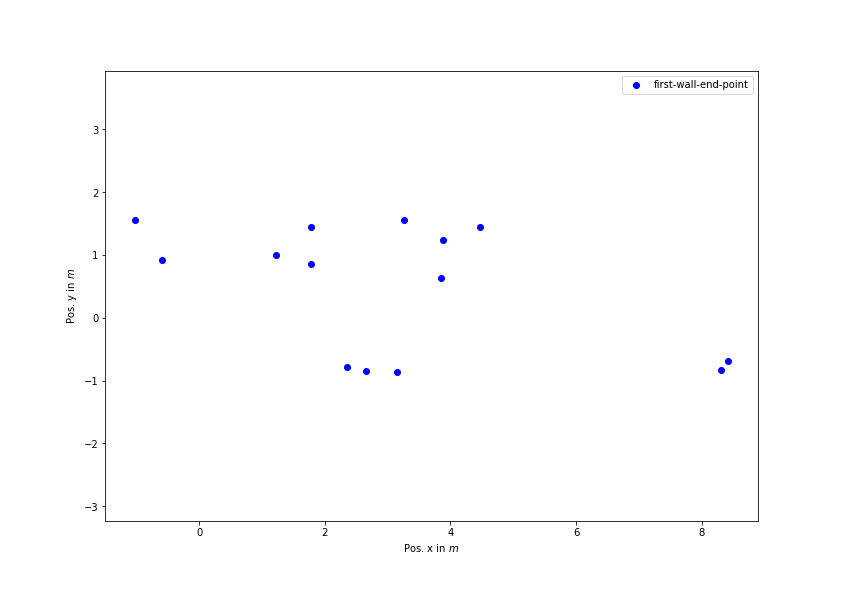 first-wall-end-point
3
2
1
0
−1
−2
−3
Pos. y in m
0 2 4 6 8
Pos. x in m